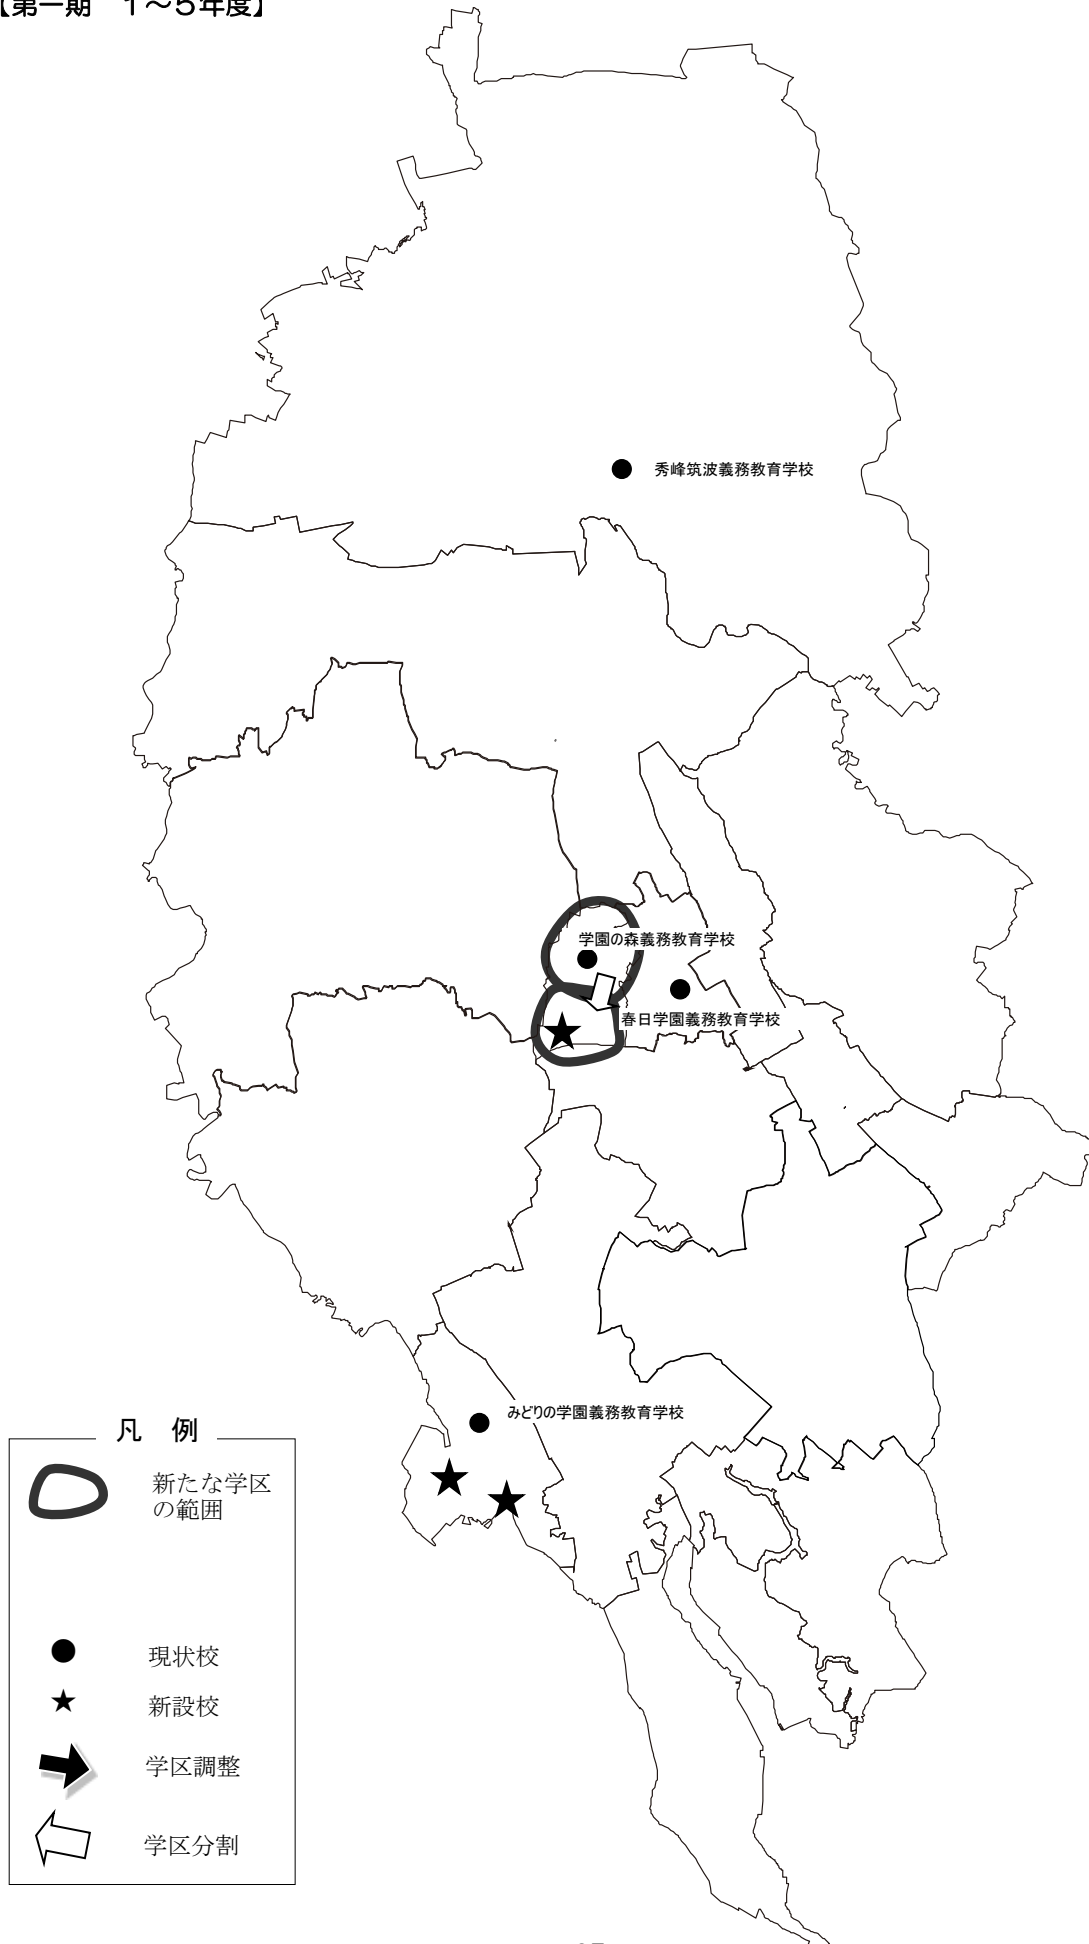 【第一期　１～５年度】
秀峰筑波義務教育学校
学園の森義務教育学校
春日学園義務教育学校
みどりの学園義務教育学校
凡　例
新たな学区
の範囲
現状校
新設校
学区調整
学区分割